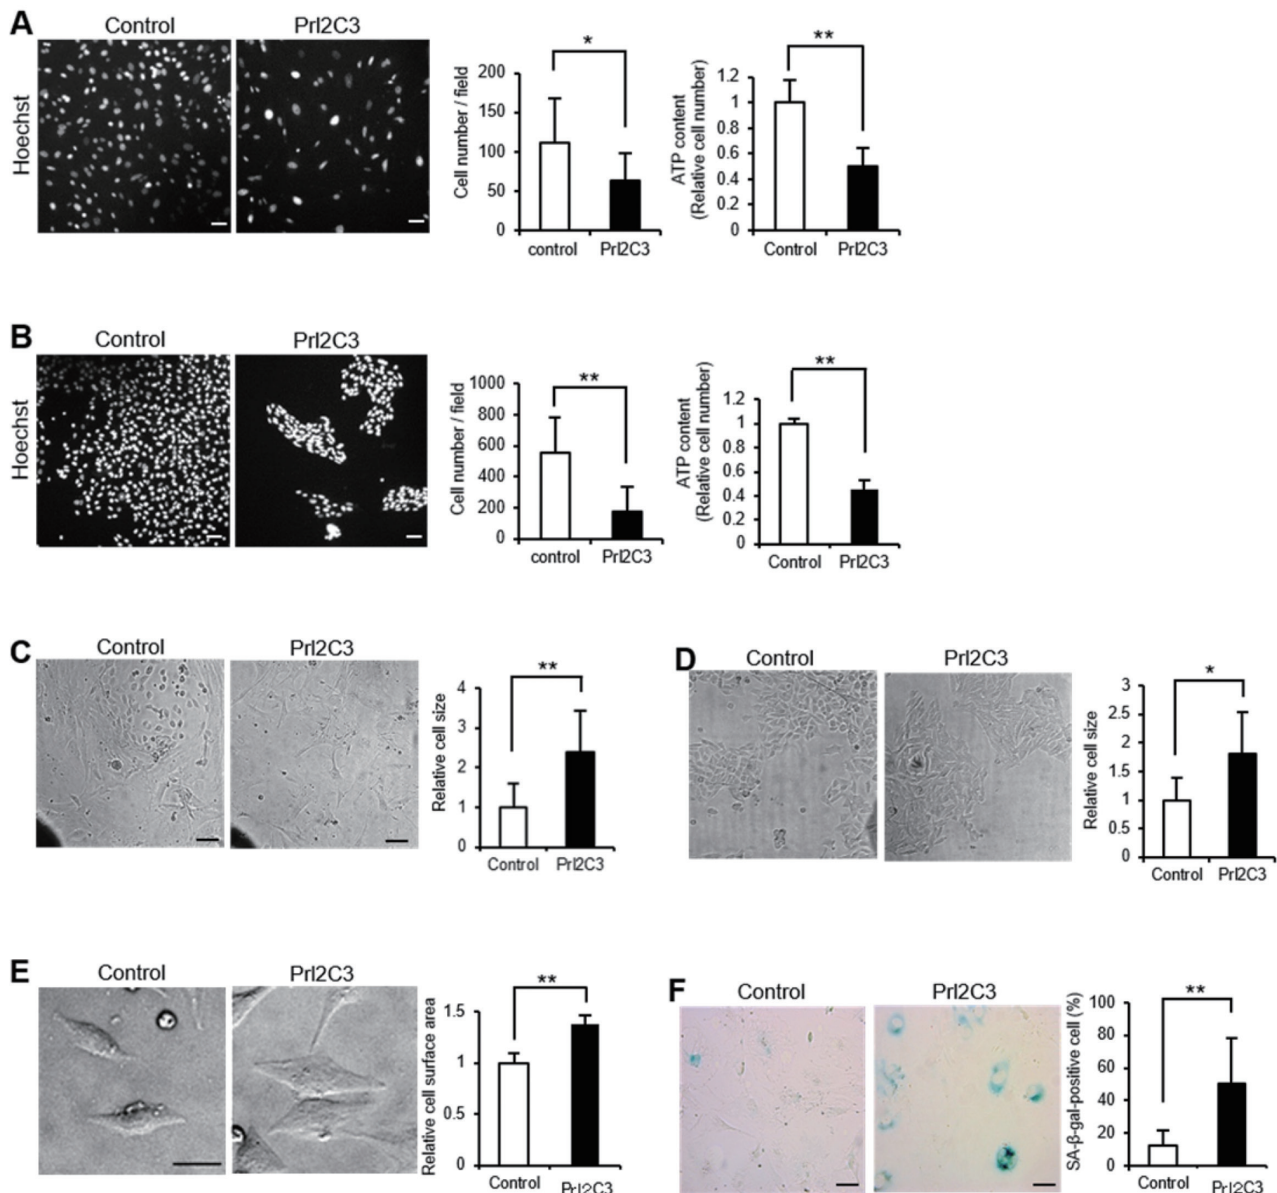 A
Control
Prl2C3
Hoechst
Cell number / field
200
150
100
50
0
*
control
Prl2C3
ATP content
(Relative cell number)
1.2
1
0.8
0.6
0.4
0.2
0
**
Control
Prl2C3
B
Control
Prl2C3
Hoechst
Cell number / field
1000
800
600
400
200
0
**
control
Prl2C3
ATP content
(Relative cell number)
1.2
1
0.8
0.6
0.4
0.2
0
**
Control
Prl2C3
C
Control
Prl2C3
Relative cell size
4
3
2
1
0
**
Control
Prl2C3
D
Control
Prl2C3
Relative cell size
3
2.5
2
1.5
1
0.5
0
*
Control
Prl2C3
E
Control
Prl2C3
Relative cell surface area
1.5
1
0.5
0
**
Control
Prl2C3
F
Control
Prl2C3
SA-β-gal-positive cell (%)
100
80
60
40
20
0
**
Control
Prl2C3